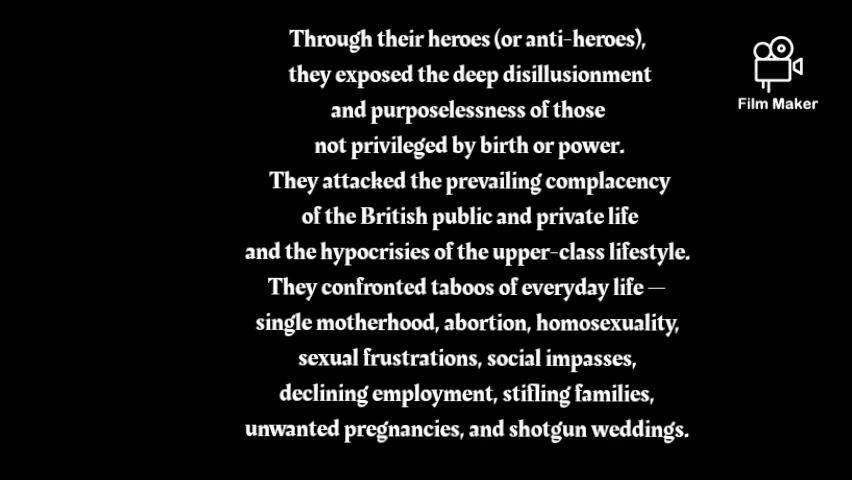 Through their heroes (or anti-heroes),
they exposed the deep disillusionment
and purposelessness of those
not privileged by birth or power.
They attacked the prevailing complacency
of the British public and private life
and the hypocrisies of the upper-class lifestyle.
They confronted taboos of everyday life —
single motherhood, abortion, homosexuality,
sexual frustrations, social impasses,
declining employment, stifling families,
unwanted pregnancies, and shotgun weddings.
Film Maker